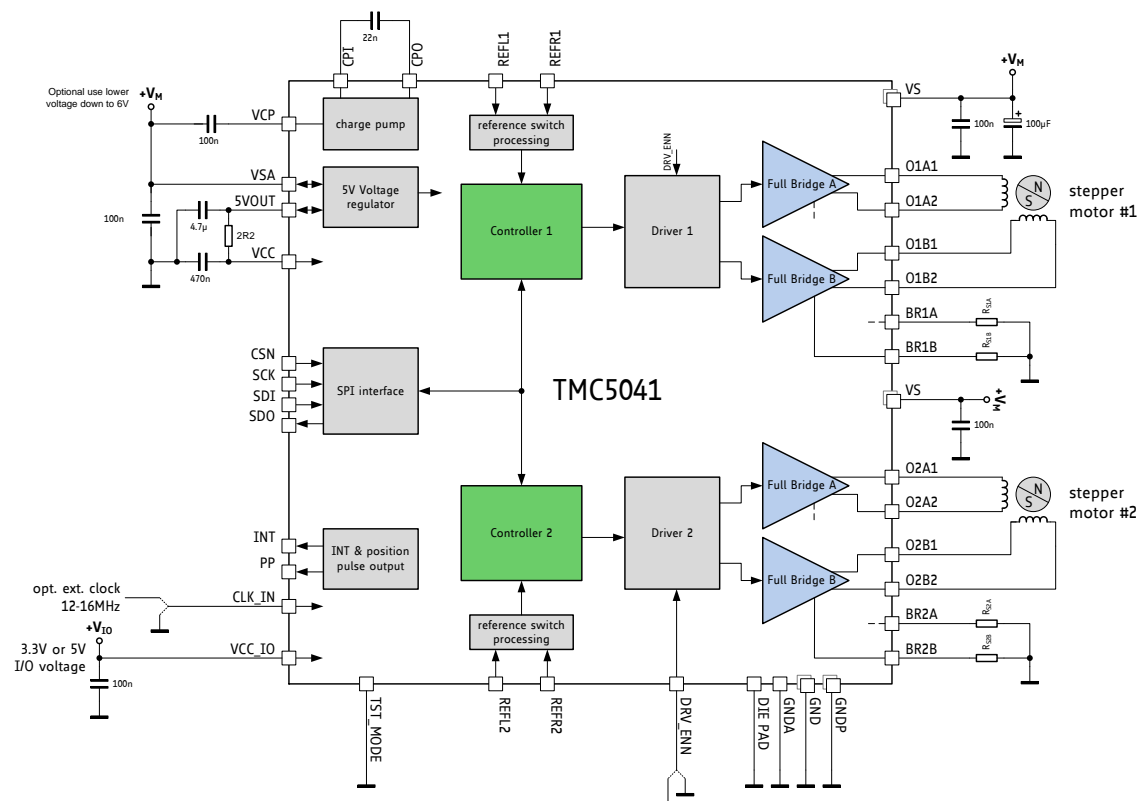 22n
CPI
CPO
REFL1
REFR1
+VM
VS
100n
+
100µF
Optional use lower
voltage down to 6V
+VM
VCP
100n
charge pump
reference switch
processing
DRV_ENN
VSA
5VOUT
5V Voltage
regulator
100n
4.7µ
2R2
470n
VCC
Controller 1
Driver 1
Full Bridge A
Full Bridge B
O1A1
O1A2
O1B1
O1B2
BR1A
BR1B
RS1A
RS1B
N
S
stepper
motor #1
CSN
SCK
SDI
SDO
SPI interface
TMC5041
VS
+VM
100n
INT
PP
INT & position
pulse output
Controller 2
Driver 2
Full Bridge A
Full Bridge B
O2A1
O2A2
O2B1
O2B2
BR2A
BR2B
RS2A
RS2B
N
S
stepper
motor #2
opt. ext. clock
12-16MHz
CLK_IN
+VIO
3.3V or 5V
I/O voltage
VCC_IO
100n
reference switch
processing
TST_MODE
REFL2
REFR2
DRV_ENN
DIE PAD
GNDA
GND
GNDP